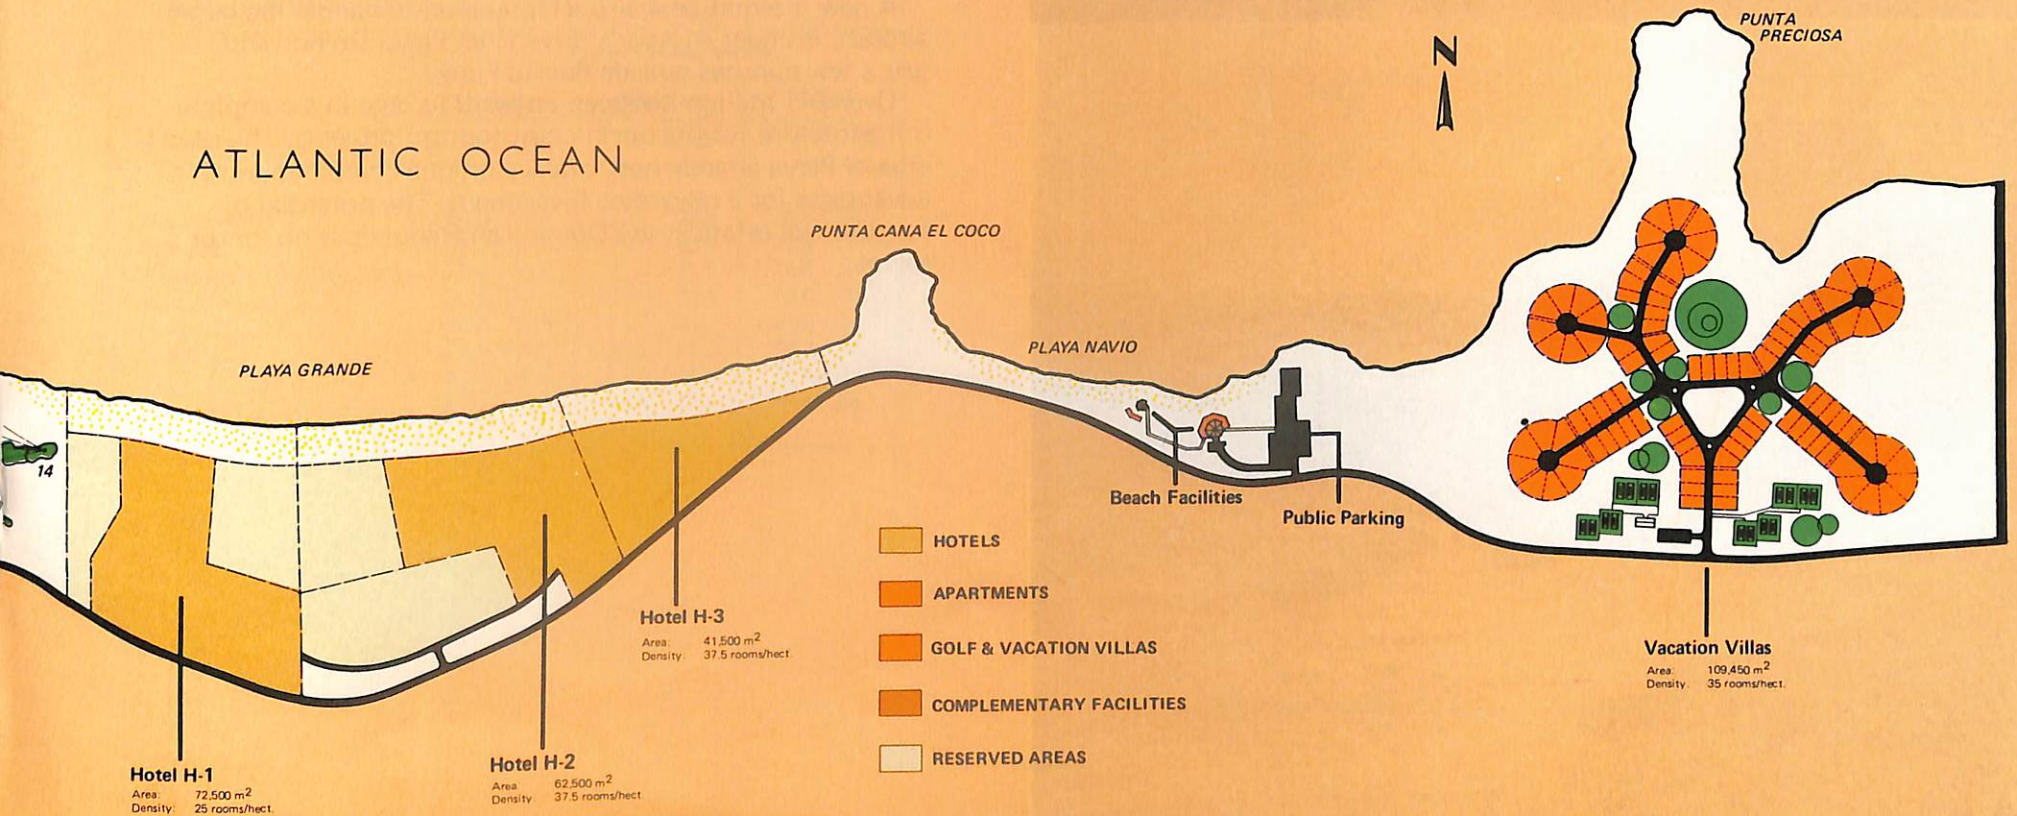 PUNTA
PRECIOSA
N
ATLANTIC OCEAN
PUNTA CANA EL COCO
PLAYA NAVIO
PLAYA GRANDE
14
Beach Facilities
Public Parking
HOTELS
APARTMENTS
GOLF & VACATION VILLAS
COMPLEMENTARY FACILITIES
RESERVED AREAS
Hotel H-3
Area: 41,500 m²
Density: 37.5 rooms/hect.
Vacation Villas
Area: 109,450 m²
Density: 35 rooms/hect.
Hotel H-2
Area: 62,500 m²
Density: 37.5 rooms/hect.
Hotel H-1
Area: 72,500 m²
Density: 25 rooms/hect.